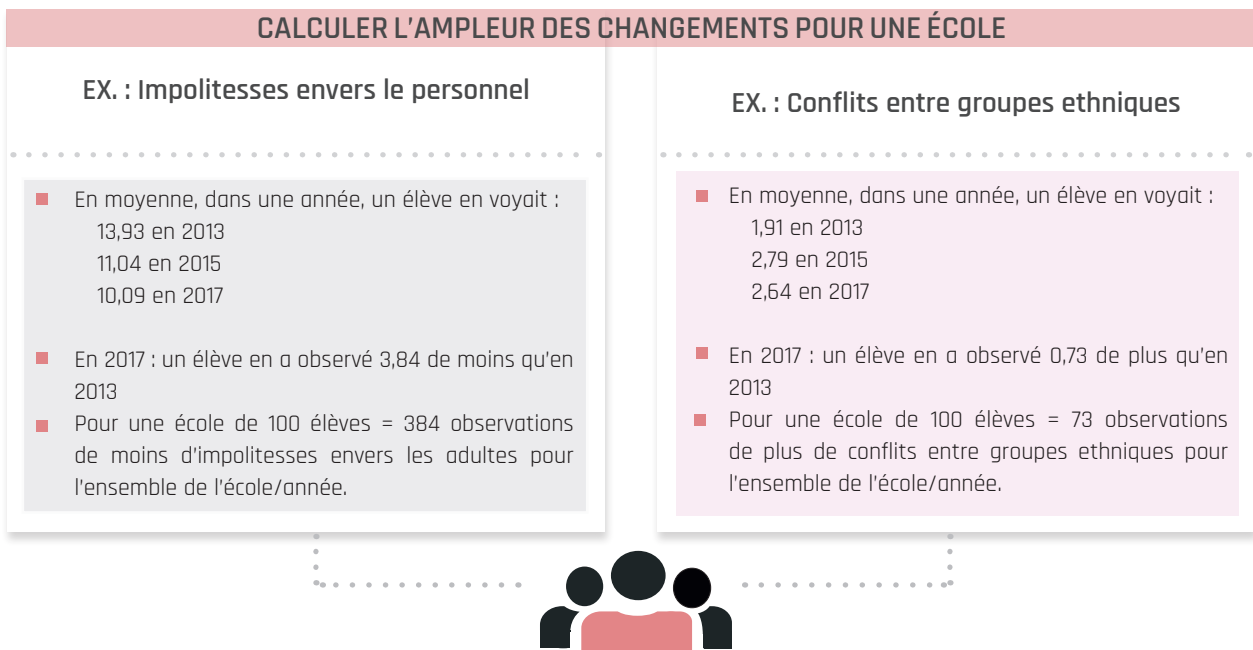 CALCULER L'AMPLEUR DES CHANGEMENTS POUR UNE ÉCOLE
EX. : Impolitesses envers le personnel
En moyenne, dans une année, un élève en voyait :
13,93 en 2013
11,04 en 2015
10,09 en 2017
En 2017 : un élève en a observé 3,84 de moins qu'en
2013
Pour une école de 100 élèves = 384 observations
de moins d'impolitesses envers les adultes pour
l'ensemble de l'école/année.
EX. : Conflits entre groupes ethniques
En moyenne, dans une année, un élève en voyait :
1,91 en 2013
2,79 en 2015
2,64 en 2017
En 2017 : un élève en a observé 0,73 de plus qu'en
2013
Pour une école de 100 élèves = 73 observations
de plus de conflits entre groupes ethniques pour
l'ensemble de l'école/année.